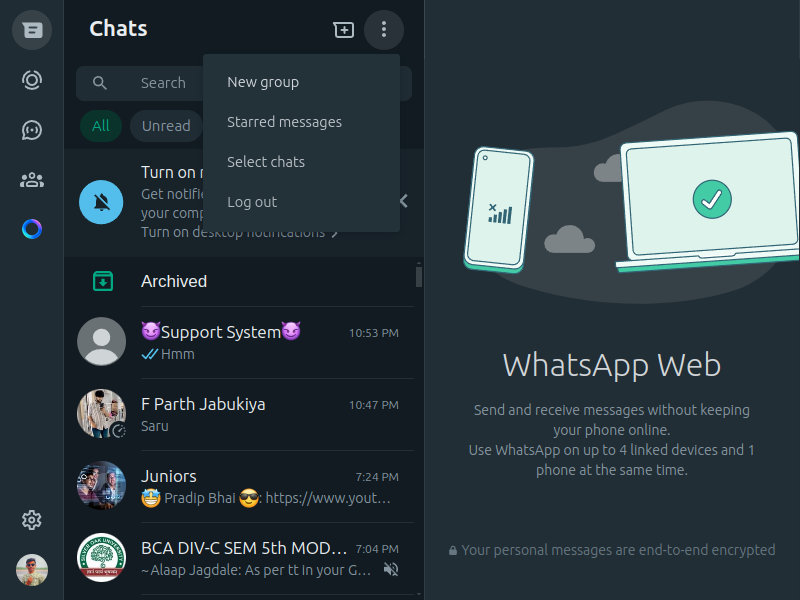 Chats
Search
New group
Starred messages
Select chats
Log out
All
Unread
Turn on
Get notifi
your comp
Turn on desktop notifications
Archived
😈Support System😈 10:53 PM
Hmm
F Parth Jabukiya 10:47 PM
Saru
Juniors 7:24 PM
🤩 Pradip Bhai 😎: https://www.yout...
BCA DIV-C SEM 5th MOD... 7:04 PM
~ Alaap Jagdale: As per tt in your G...
WhatsApp Web
Send and receive messages without keeping
your phone online.
Use WhatsApp on up to 4 linked devices and 1
phone at the same time.
Your personal messages are end-to-end encrypted